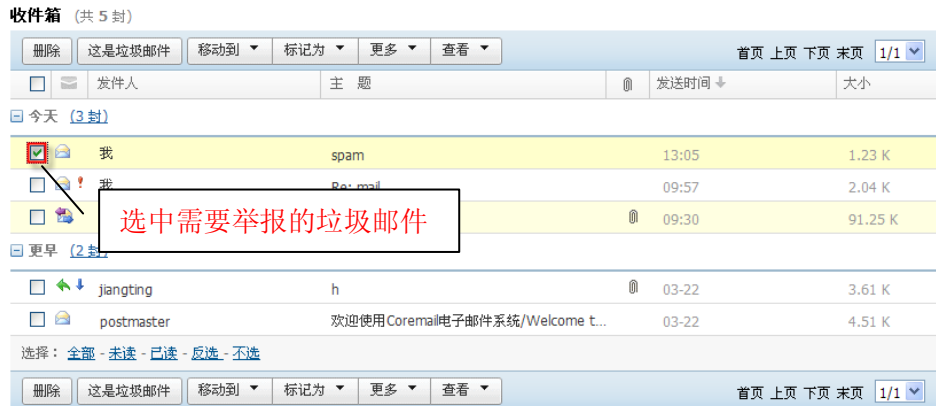 收件箱 (共 5 封)
删除 这是垃圾邮件 移动到 标记为 更多 查看 首页 上页 下页 末页 1/1
发件人 主 题 发送时间 大小
今天 (3 封)
我 spam 13:05 1.23 K
我 Re: mail 09:57 2.04 K
09:30 91.25 K
选中需要举报的垃圾邮件
更早 (2 封)
jiangting h 03-22 3.61 K
postmaster 欢迎使用Coremail电子邮件系统/Welcome t... 03-22 4.51 K
选择： 全部 - 未读 - 已读 - 反选 - 不选
删除 这是垃圾邮件 移动到 标记为 更多 查看 首页 上页 下页 末页 1/1